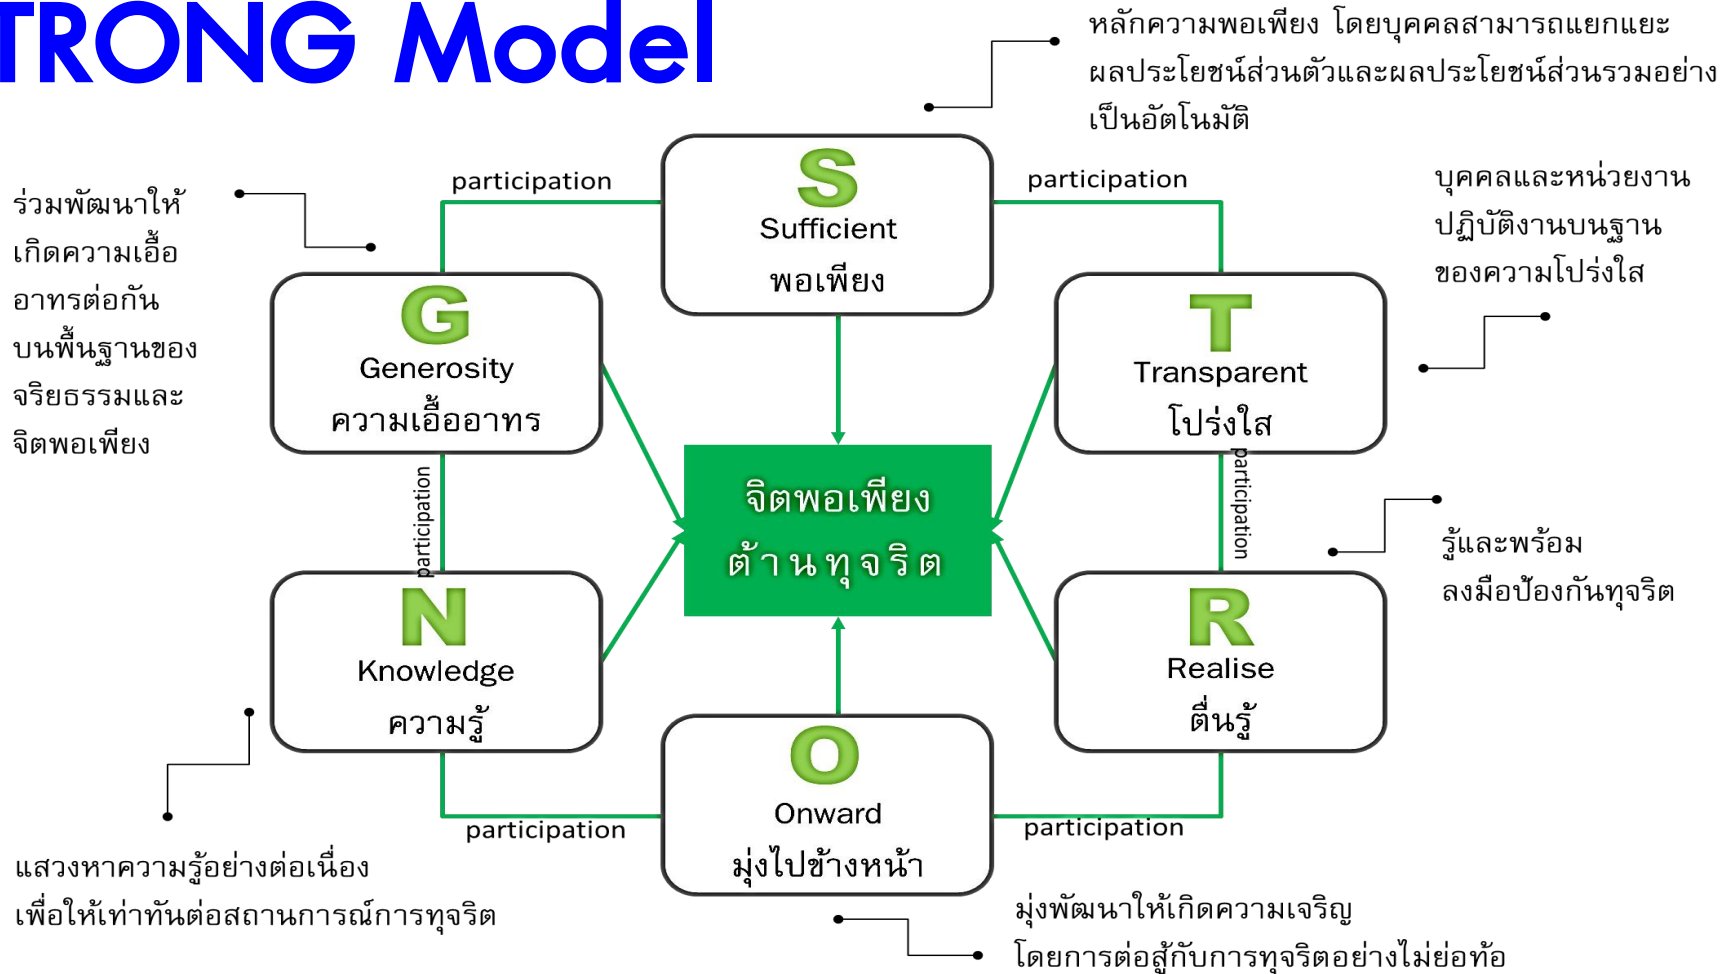 TRONG Model
หลักความพอเพียง โดยบุคคลสามารถแยกแยะ
ผลประโยชน์ส่วนตัวและผลประโยชน์ส่วนรวมอย่าง
เป็นอัตโนมัติ
S
Sufficient
พอเพียง
participation
participation
ร่วมพัฒนาให้
เกิดความเอื้อ
อาทรต่อกัน
บนพื้นฐานของ
จริยธรรมและ
จิตพอเพียง
บุคคลและหน่วยงาน
ปฏิบัติงานบนฐาน
ของความโปร่งใส
G
Generosity
ความเอื้ออาทร
T
Transparent
โปร่งใส
participation
participation
จิตพอเพียง
ต้านทุจริต
รู้และพร้อม
ลงมือป้องกันทุจริต
N
Knowledge
ความรู้
R
Realise
ตื่นรู้
O
Onward
มุ่งไปข้างหน้า
participation
participation
แสวงหาความรู้อย่างต่อเนื่อง
เพื่อให้เท่าทันต่อสถานการณ์การทุจริต
มุ่งพัฒนาให้เกิดความเจริญ
โดยการต่อสู้กับการทุจริตอย่างไม่ย่อท้อ